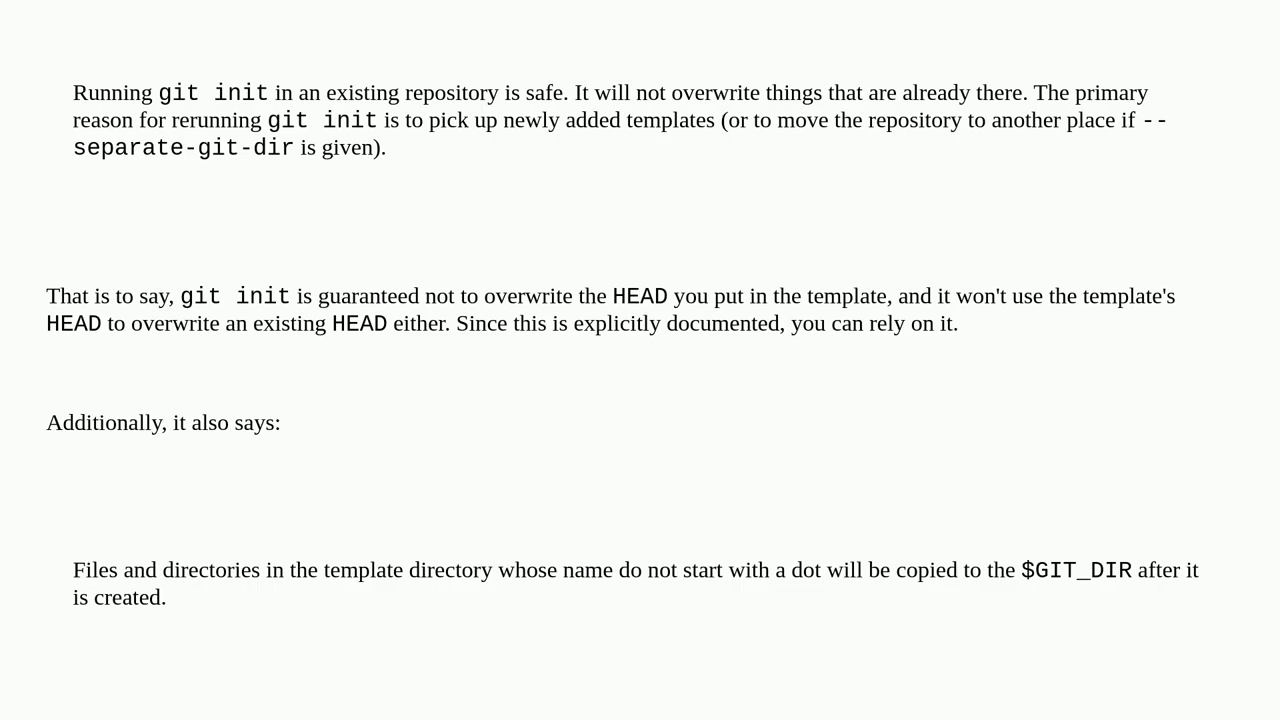 Running git init in an existing repository is safe. It will not overwrite things that are already there. The primary
reason for rerunning git init is to pick up newly added templates (or to move the repository to another place if --
separate-git-dir is given).
That is to say, git init is guaranteed not to overwrite the HEAD you put in the template, and it won't use the template's
HEAD to overwrite an existing HEAD either. Since this is explicitly documented, you can rely on it.
Additionally, it also says:
Files and directories in the template directory whose name do not start with a dot will be copied to the $GIT_DIR after it
is created.